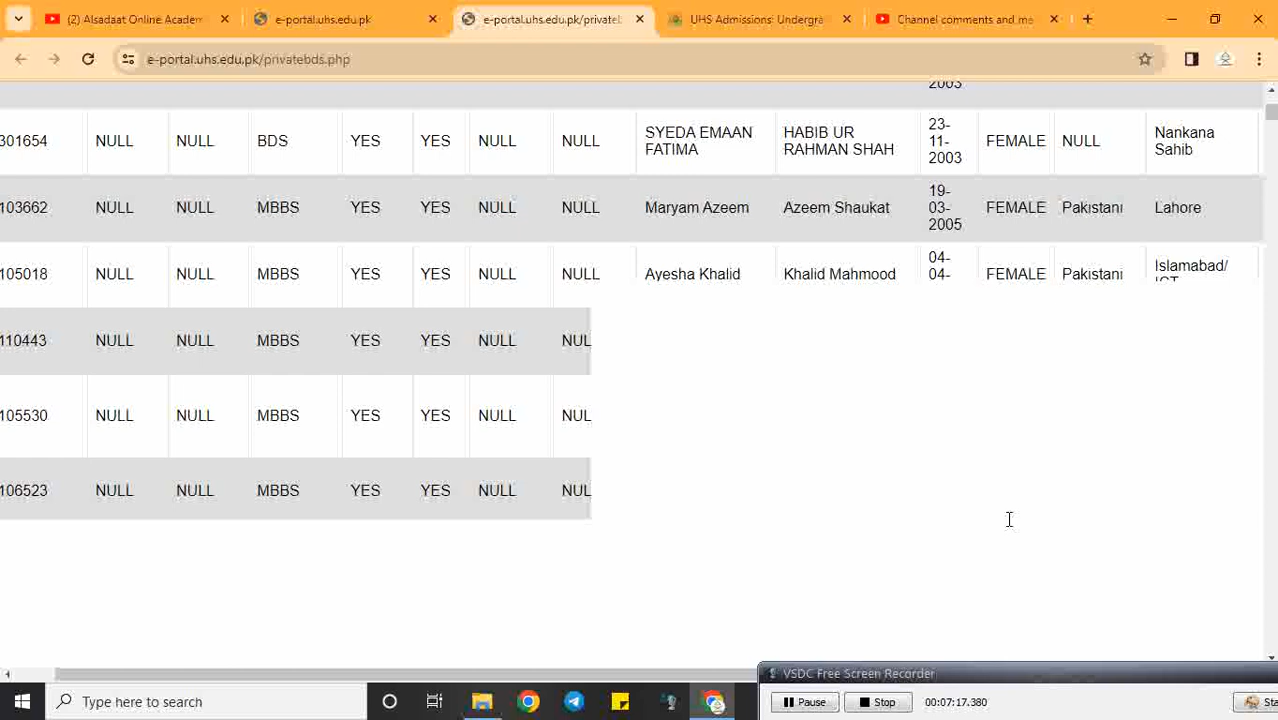 (2) Alsadaat Online Academ
e-portal.uhs.edu.pk
e-portal.uhs.edu.pk/privateb
UHS Admissions: Undergra
Channel comments and me
e-portal.uhs.edu.pk/privatebds.php
2003
301654 NULL NULL BDS YES YES NULL NULL SYEDA EMAAN FATIMA HABIB UR RAHMAN SHAH 23-11-2003 FEMALE NULL Nankana Sahib
103662 NULL NULL MBBS YES YES NULL NULL Maryam Azeem Azeem Shaukat 19-03-2005 FEMALE Pakistani Lahore
105018 NULL NULL MBBS YES YES NULL NULL Ayesha Khalid Khalid Mahmood 04-04- FEMALE Pakistani Islamabad/
110443 NULL NULL MBBS YES YES NULL NUL
105530 NULL NULL MBBS YES YES NULL NUL
106523 NULL NULL MBBS YES YES NULL NUL
VSDC Free Screen Recorder
Type here to search
Pause Stop 00:07:17.380 Sta